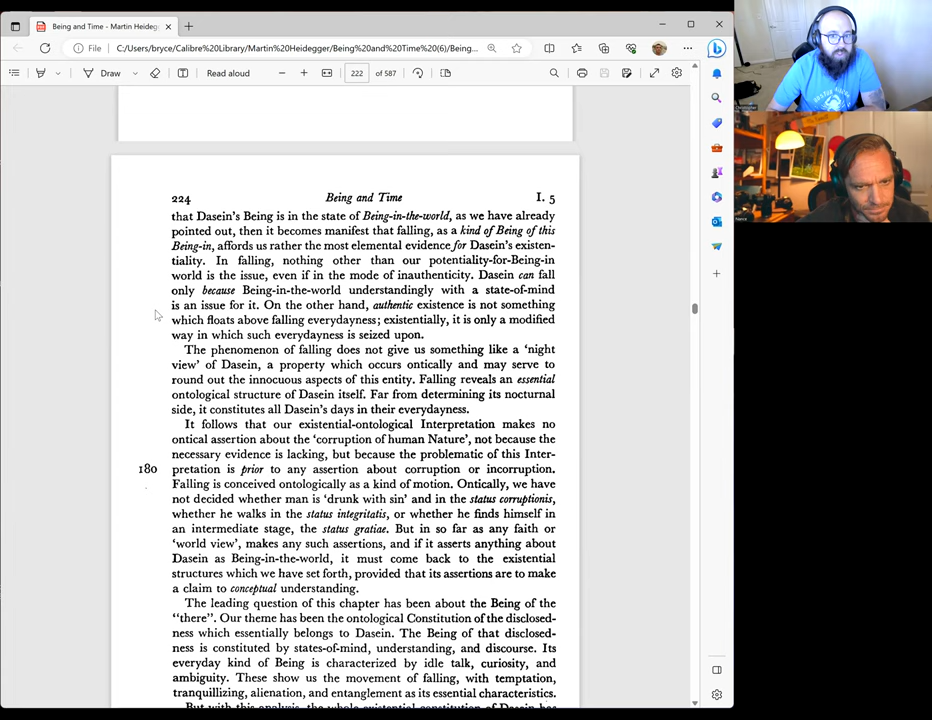 Being and Time - Martin Heideg
File
C:/Users/bryce/Calibre%20Library/Martin%20Heidegger/Being%20and%20Time%20(6)/Being...
Draw
Read aloud
222
of 587
224
Being and Time
I. 5
that Dasein's Being is in the state of Being-in-the-world, as we have already
pointed out, then it becomes manifest that falling, as a kind of Being of this
Being-in, affords us rather the most elemental evidence for Dasein's existen-
tiality. In falling, nothing other than our potentiality-for-Being-in
world is the issue, even if in the mode of inauthenticity. Dasein can fall
only because Being-in-the-world understandingly with a state-of-mind
is an issue for it. On the other hand, authentic existence is not something
which floats above falling everydayness; existentially, it is only a modified
way in which such everydayness is seized upon.
The phenomenon of falling does not give us something like a 'night
view' of Dasein, a property which occurs ontically and may serve to
round out the innocuous aspects of this entity. Falling reveals an essential
ontological structure of Dasein itself. Far from determining its nocturnal
side, it constitutes all Dasein's days in their everydayness.
It follows that our existential-ontological Interpretation makes no
ontical assertion about the 'corruption of human Nature', not because the
necessary evidence is lacking, but because the problematic of this Inter-
180
pretation is prior to any assertion about corruption or incorruption.
Falling is conceived ontologically as a kind of motion. Ontically, we have
not decided whether man is 'drunk with sin' and in the status corruptionis,
whether he walks in the status integritatis, or whether he finds himself in
an intermediate stage, the status gratiae. But in so far as any faith or
'world view', makes any such assertions, and if it asserts anything about
Dasein as Being-in-the-world, it must come back to the existential
structures which we have set forth, provided that its assertions are to make
a claim to conceptual understanding.
The leading question of this chapter has been about the Being of the
"there". Our theme has been the ontological Constitution of the disclosed-
ness which essentially belongs to Dasein. The Being of that disclosed-
ness is constituted by states-of-mind, understanding, and discourse. Its
everyday kind of Being is characterized by idle talk, curiosity, and
ambiguity. These show us the movement of falling, with temptation,
tranquillizing, alienation, and entanglement as its essential characteristics.
But with this analysis, the whole existential constitution of Dasein has